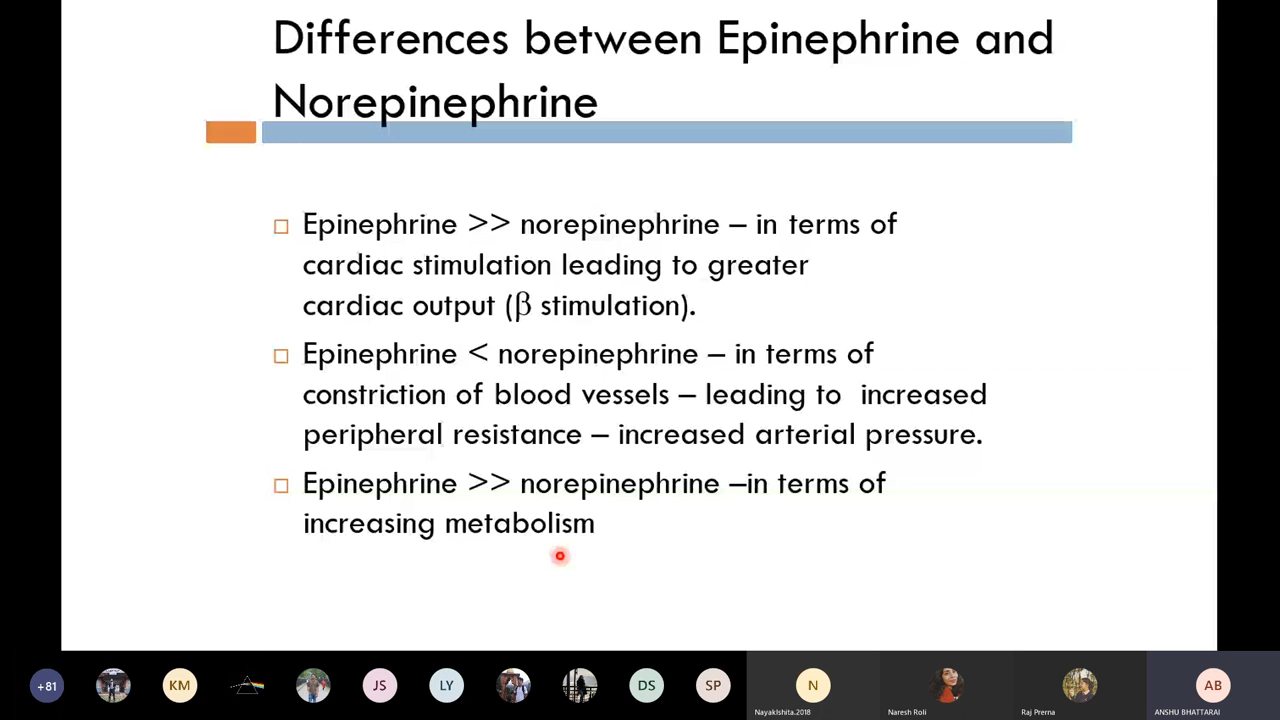 Differences between Epinephrine and
Norepinephrine
Epinephrine >> norepinephrine – in terms of
cardiac stimulation leading to greater
cardiac output (β stimulation).
Epinephrine < norepinephrine – in terms of
constriction of blood vessels – leading to increased
peripheral resistance – increased arterial pressure.
Epinephrine >> norepinephrine –in terms of
increasing metabolism
+81
KM
JS
LY
DS
SP
N
AB
NayakIshita.2018
Naresh Roli
Raj Prerna
ANSHU BHATTARAI